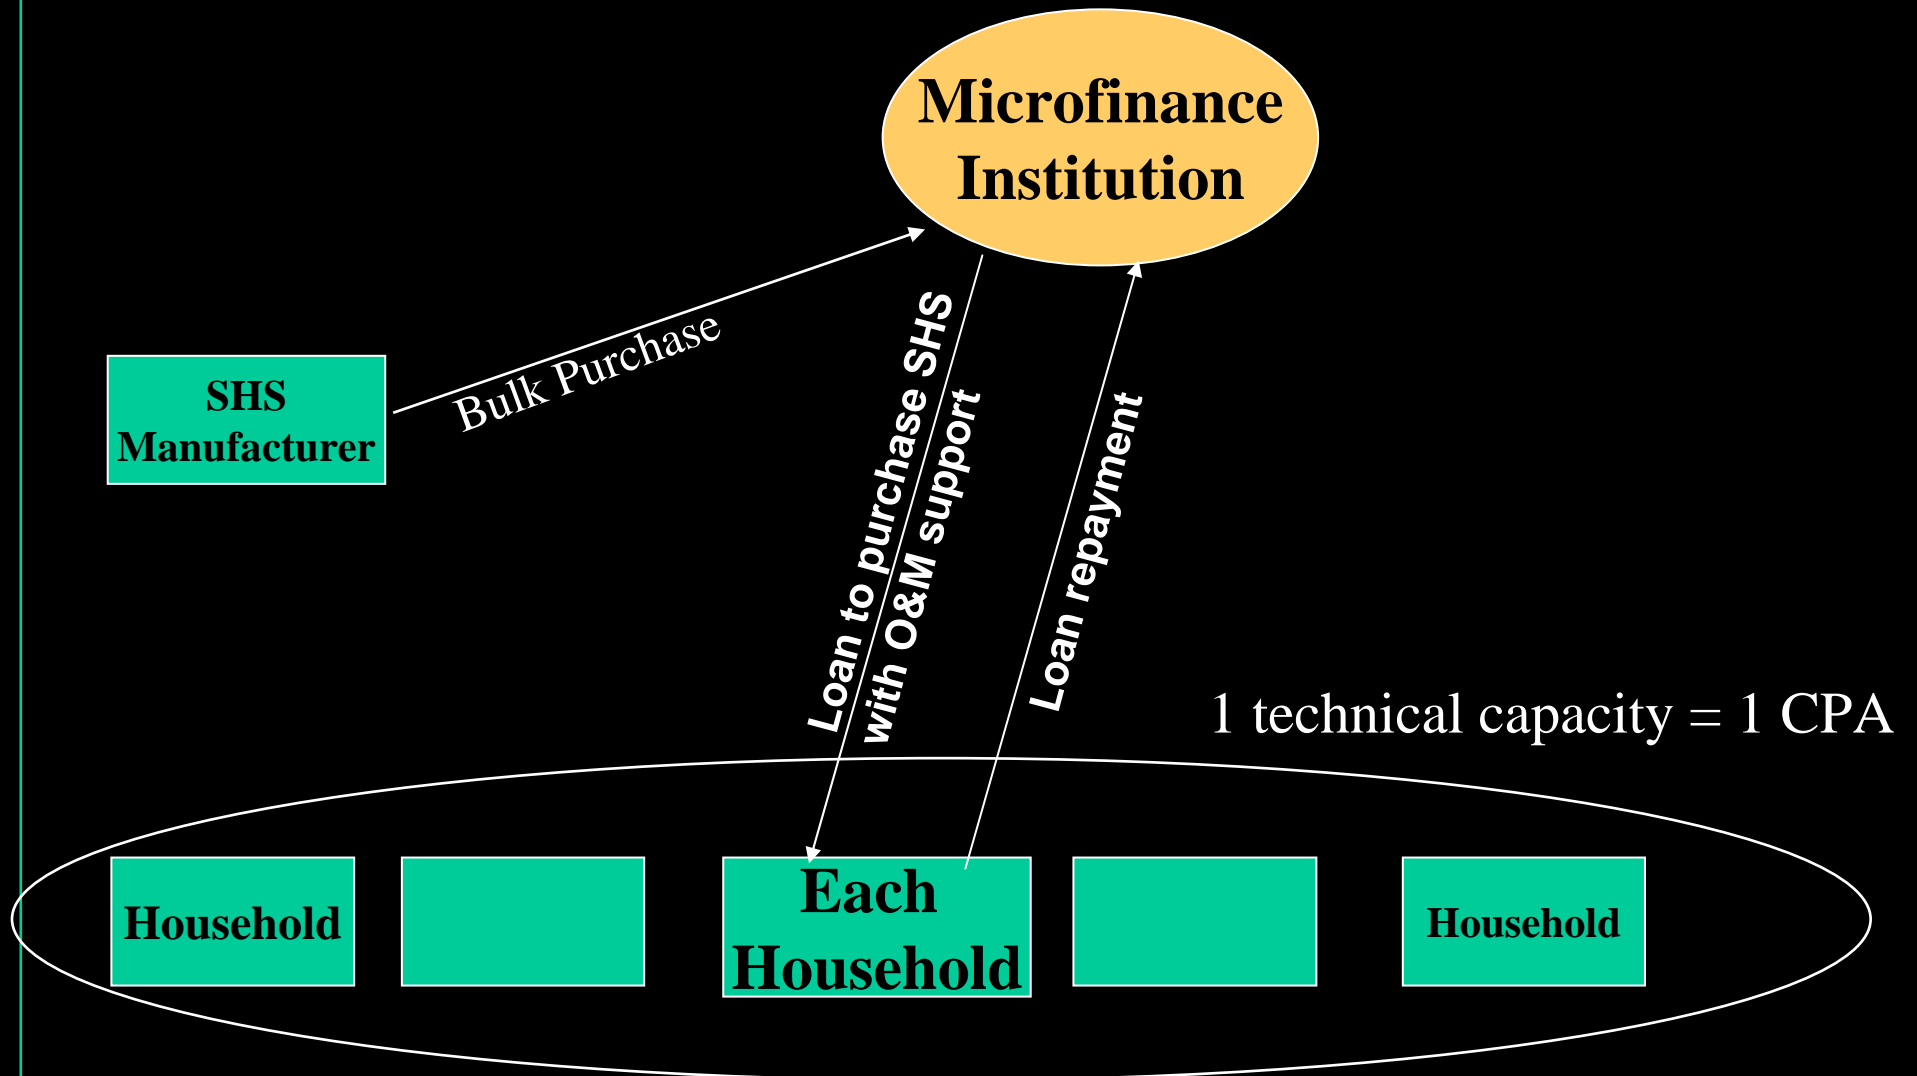 Microfinance
Institution
SHS
Manufacturer
Bulk Purchase
Loan to purchase SHS
with O&M support
Loan repayment
1 technical capacity = 1 CPA
Household
Each
Household
Household